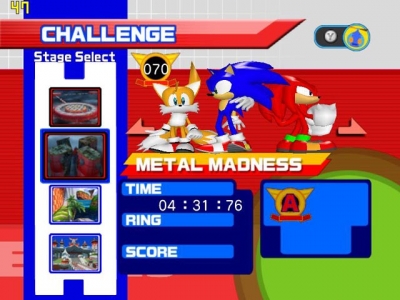 47
CHALLENGE
Stage Select
Y
070
METAL MADNESS
TIME
04 : 31 : 76
RING
SCORE
A